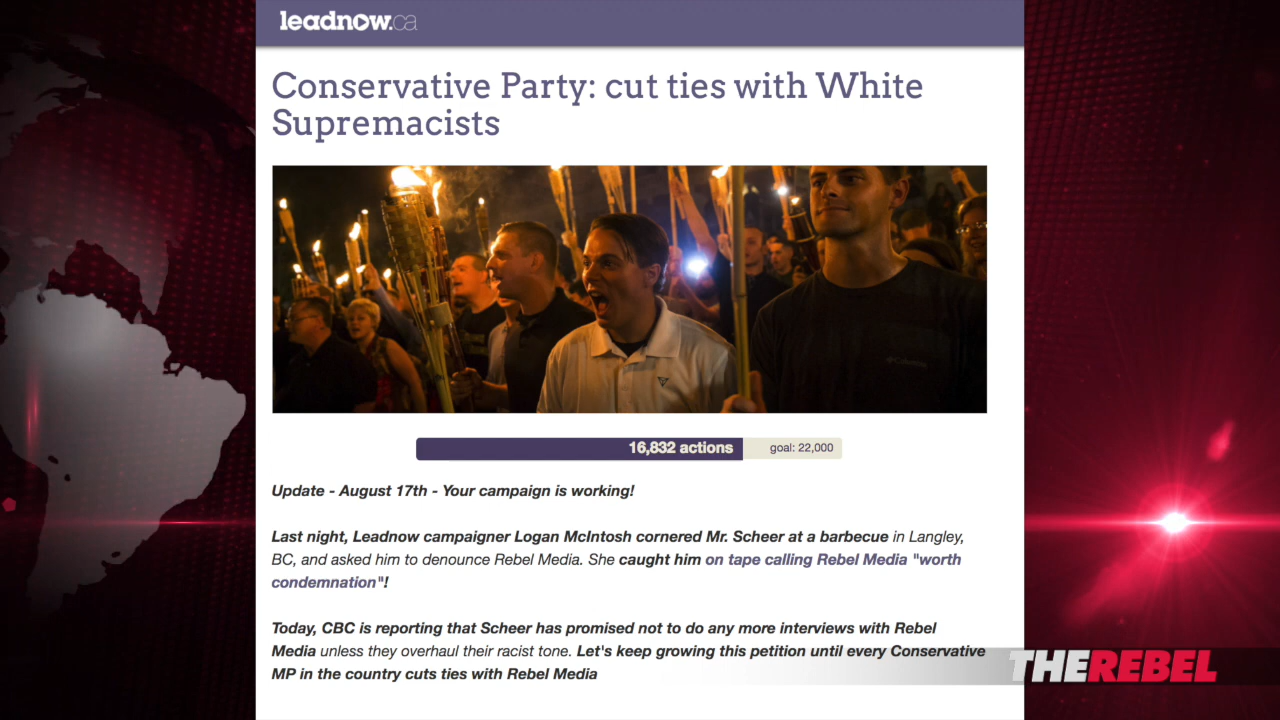 leadnow.ca
Conservative Party: cut ties with White
Supremacists
16,832 actions
goal: 22,000
Update - August 17th - Your campaign is working!
Last night, Leadnow campaigner Logan McIntosh cornered Mr. Scheer at a barbecue in Langley,
BC, and asked him to denounce Rebel Media. She caught him on tape calling Rebel Media "worth
condemnation"!
Today, CBC is reporting that Scheer has promised not to do any more interviews with Rebel
Media unless they overhaul their racist tone. Let's keep growing this petition until every Conservative
MP in the country cuts ties with Rebel Media
THEREBEL